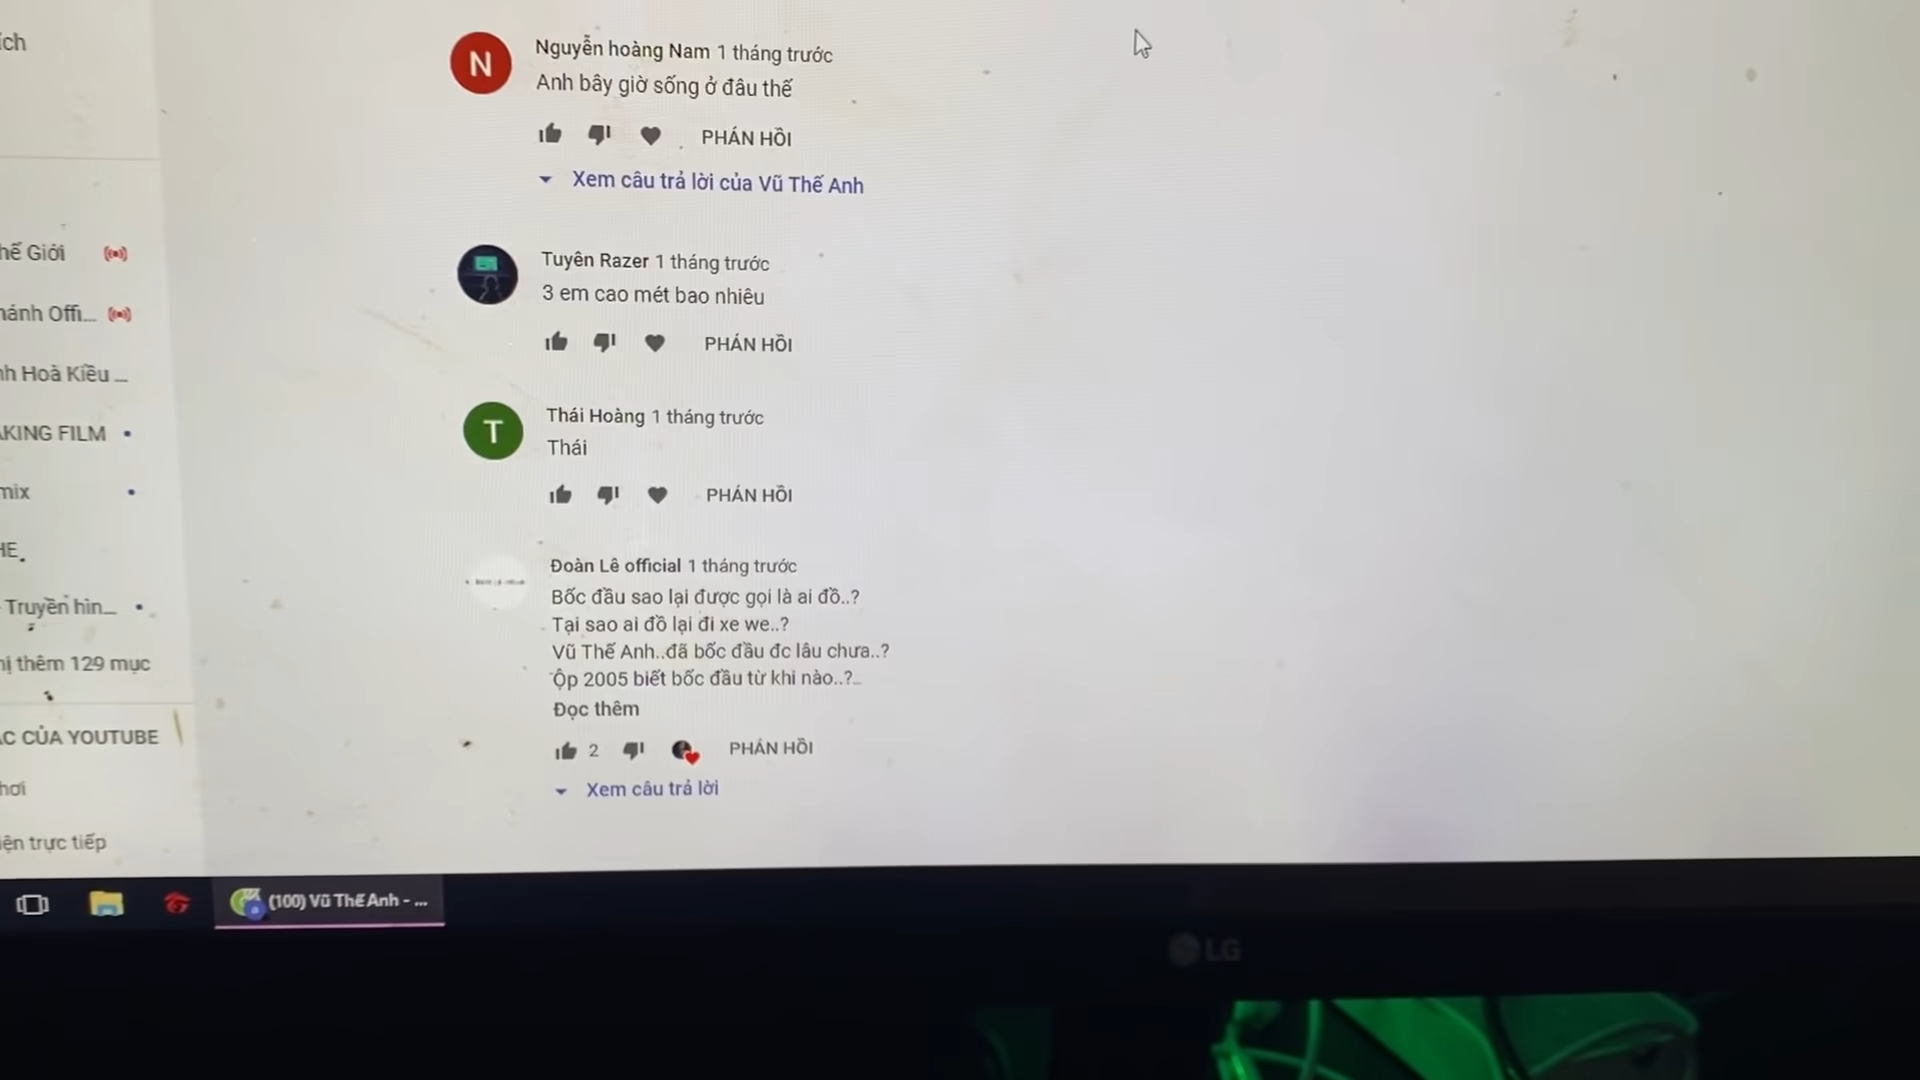 ích
hế Giới
hánh Offi...
nh Hoà Kiều ...
AKING FILM
mix
HE
Truyền hìn...
hị thêm 129 mục
ÁC CỦA YOUTUBE
hơi
iện trực tiếp
N
Nguyễn hoàng Nam 1 tháng trước
Anh bây giờ sống ở đâu thế
PHẢN HỒI
Xem câu trả lời của Vũ Thế Anh
Tuyên Razer 1 tháng trước
3 em cao mét bao nhiêu
PHẢN HỒI
T
Thái Hoàng 1 tháng trước
Thái
PHẢN HỒI
Đoàn Lê official 1 tháng trước
Bốc đầu sao lại được gọi là ai đồ..?
Tại sao ai đồ lại đi xe we..?
Vũ Thế Anh..đã bốc đầu đc lâu chưa..?
Ộp 2005 biết bốc đầu từ khi nào..?
Đọc thêm
2
PHẢN HỒI
Xem câu trả lời
(100) Vũ Thế Anh - ...
LG